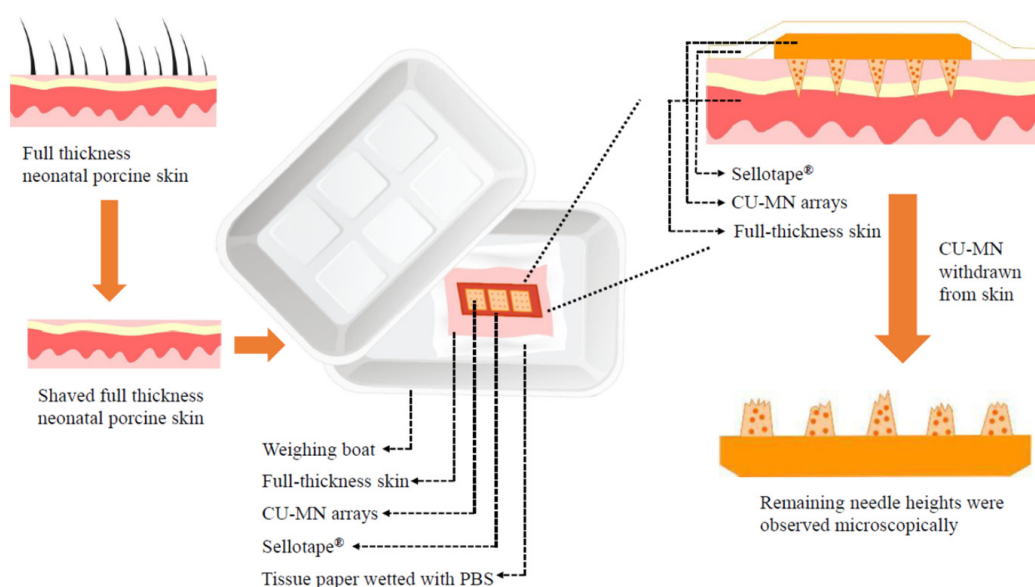 Full thickness
neonatal porcine skin
Shaved full thickness
neonatal porcine skin
Weighing boat
Full-thickness skin
CU-MN arrays
Sellotape®
Tissue paper wetted with PBS
Sellotape®
CU-MN arrays
Full-thickness skin
CU-MN
withdrawn
from skin
Remaining needle heights were
observed microscopically